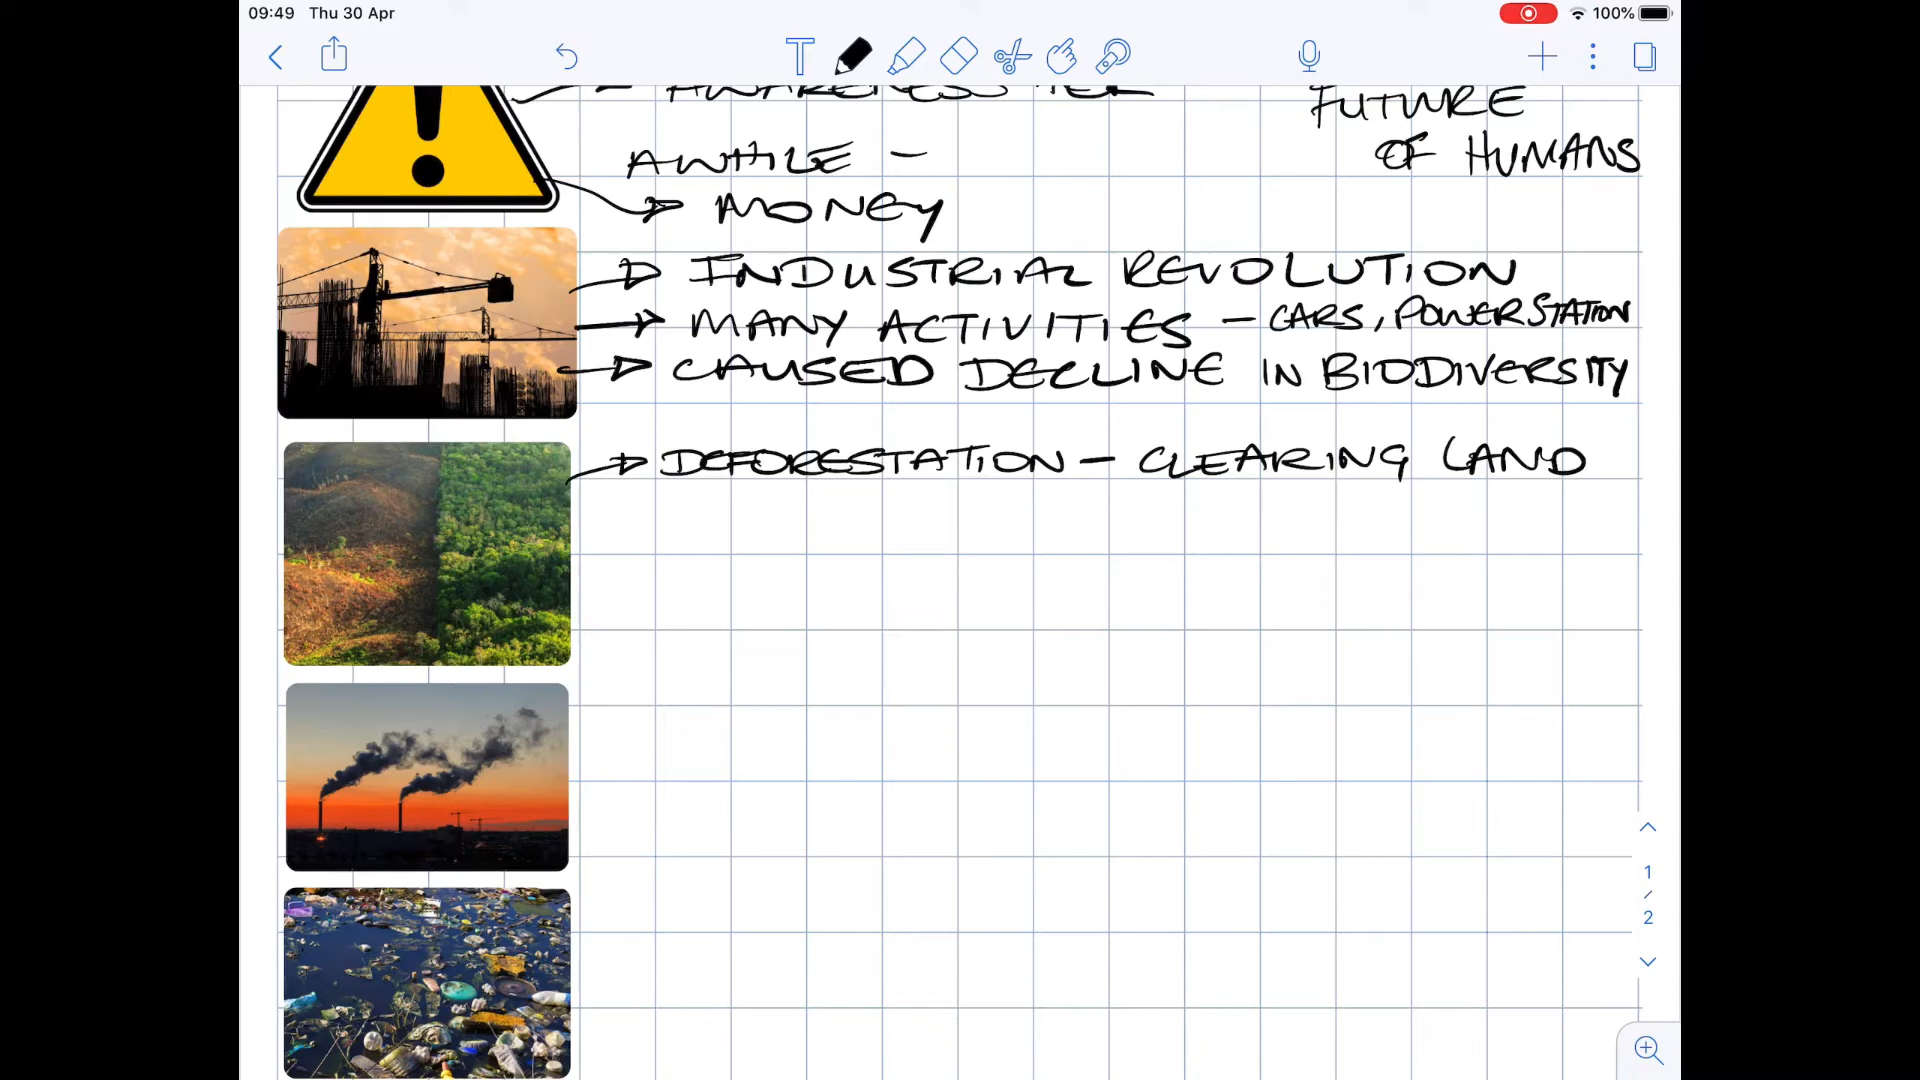 09:49 Thu 30 Apr
100%
T
AWARENESS
FUTURE
AWHILE -
OF HUMANS
MONEY
INDUSTRIAL REVOLUTION
MANY ACTIVITIES - CARS, POWERSTATION
CAUSED DECLINE IN BIODIVERSITY
DEFORESTATION - CLEARING LAND
1
/
2